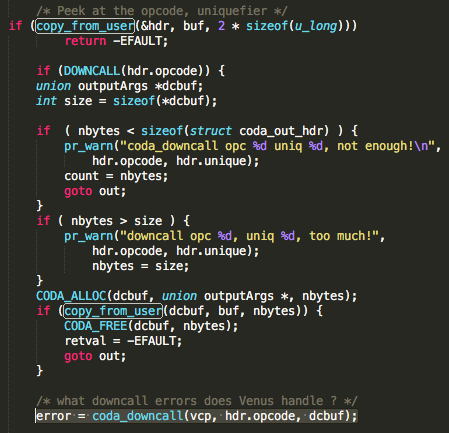 /* Peek at the opcode, uniquefier */
if (copy_from_user(&hdr, buf, 2 * sizeof(u_long)))
return -EFAULT;
if (DOWNCALL(hdr.opcode)) {
union outputArgs *dcbuf;
int size = sizeof(*dcbuf);
if  ( nbytes < sizeof(struct coda_out_hdr) ) {
pr_warn("coda_downcall opc %d uniq %d, not enough!\n",
hdr.opcode, hdr.unique);
count = nbytes;
goto out;
}
if ( nbytes > size ) {
pr_warn("downcall opc %d, uniq %d, too much!",
hdr.opcode, hdr.unique);
nbytes = size;
}
CODA_ALLOC(dcbuf, union outputArgs *, nbytes);
if (copy_from_user(dcbuf, buf, nbytes)) {
CODA_FREE(dcbuf, nbytes);
retval = -EFAULT;
goto out;
}
/* what downcall errors does Venus handle ? */
error = coda_downcall(vcp, hdr.opcode, dcbuf);